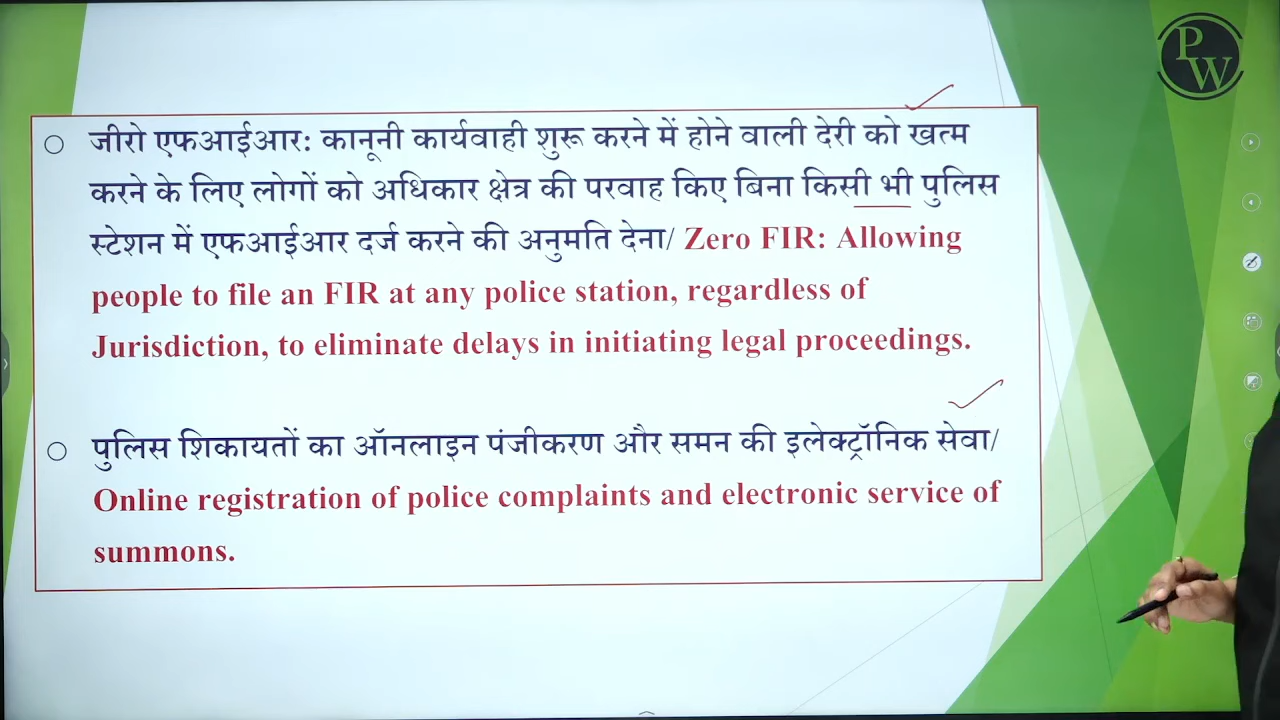 PW
जीरो एफआईआर: कानूनी कार्यवाही शुरू करने में होने वाली देरी को खत्म
करने के लिए लोगों को अधिकार क्षेत्र की परवाह किए बिना किसी भी पुलिस
स्टेशन में एफआईआर दर्ज करने की अनुमति देना/ Zero FIR: Allowing
people to file an FIR at any police station, regardless of
Jurisdiction, to eliminate delays in initiating legal proceedings.
पुलिस शिकायतों का ऑनलाइन पंजीकरण और समन की इलेक्ट्रॉनिक सेवा/
Online registration of police complaints and electronic service of
summons.